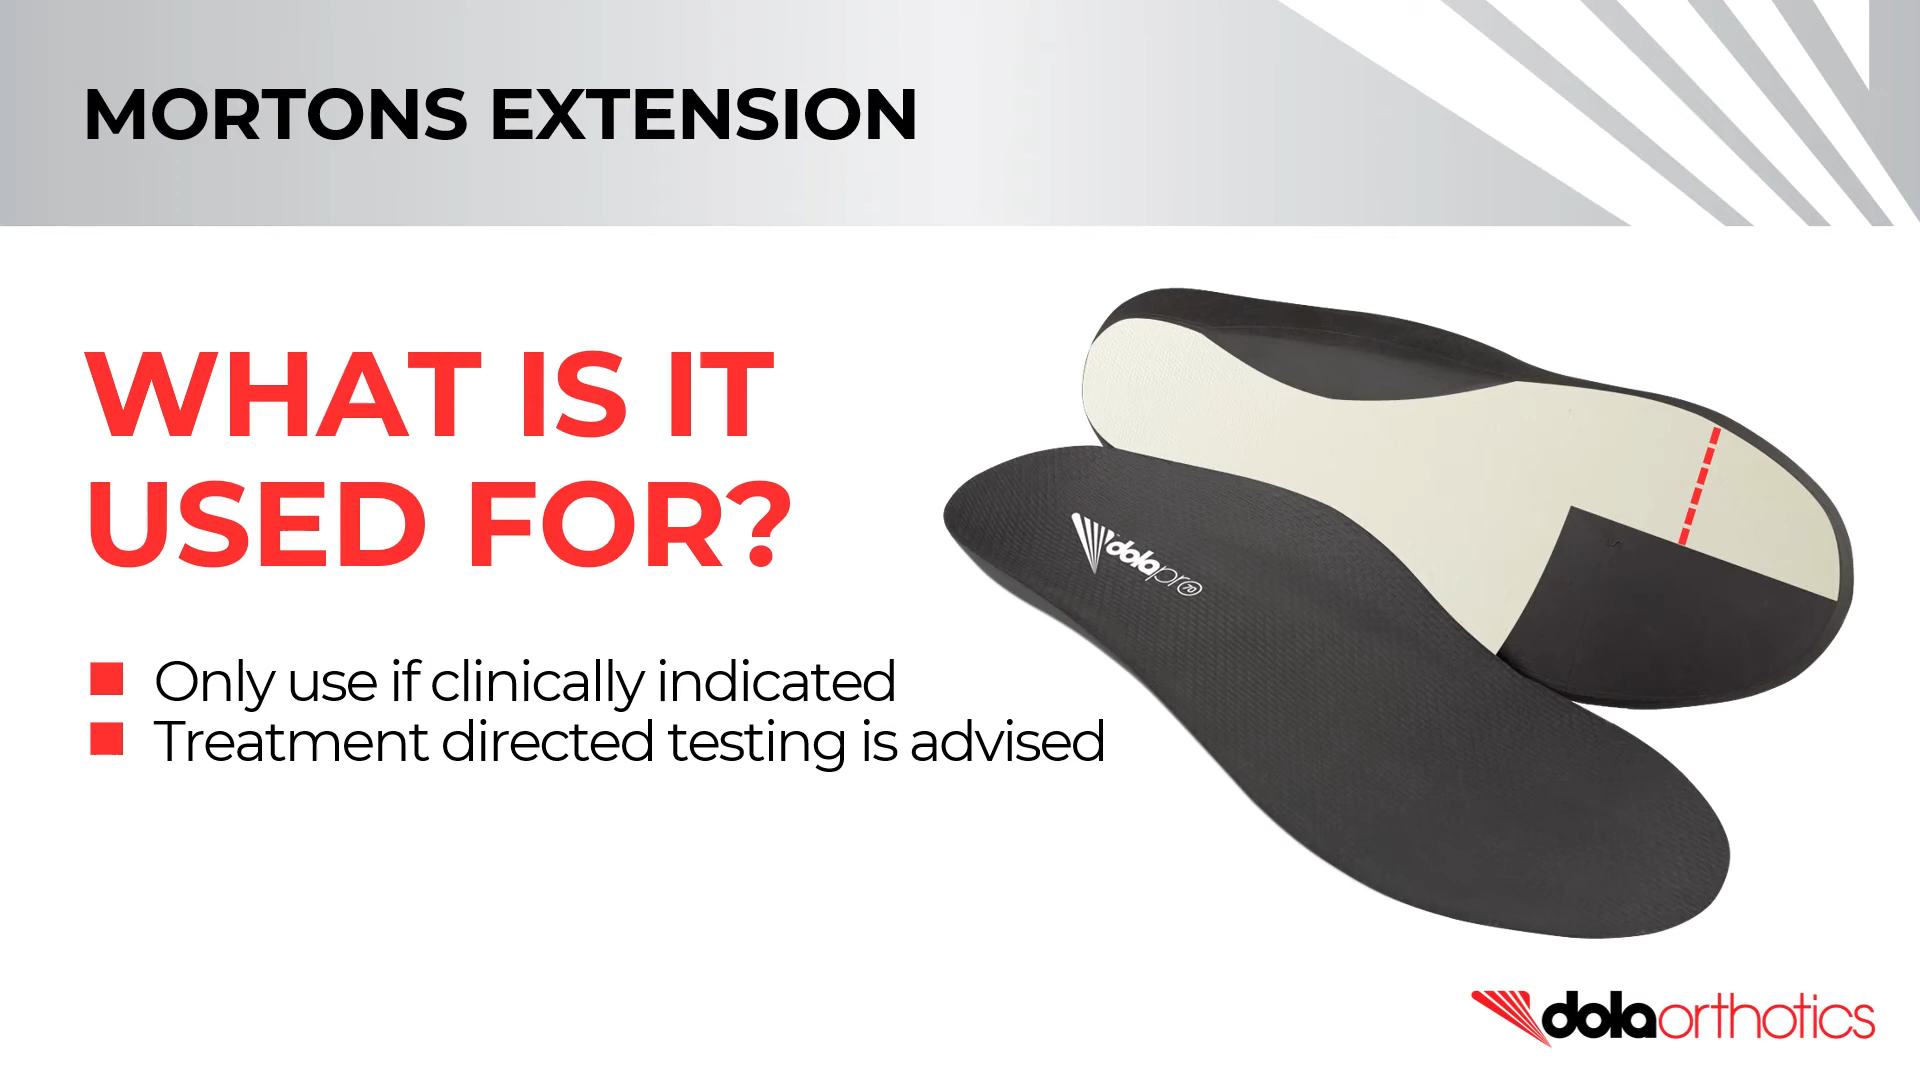 MORTONS EXTENSION
WHAT IS IT
USED FOR?
Only use if clinically indicated
Treatment directed testing is advised
dolapro 70
dolaorthotics